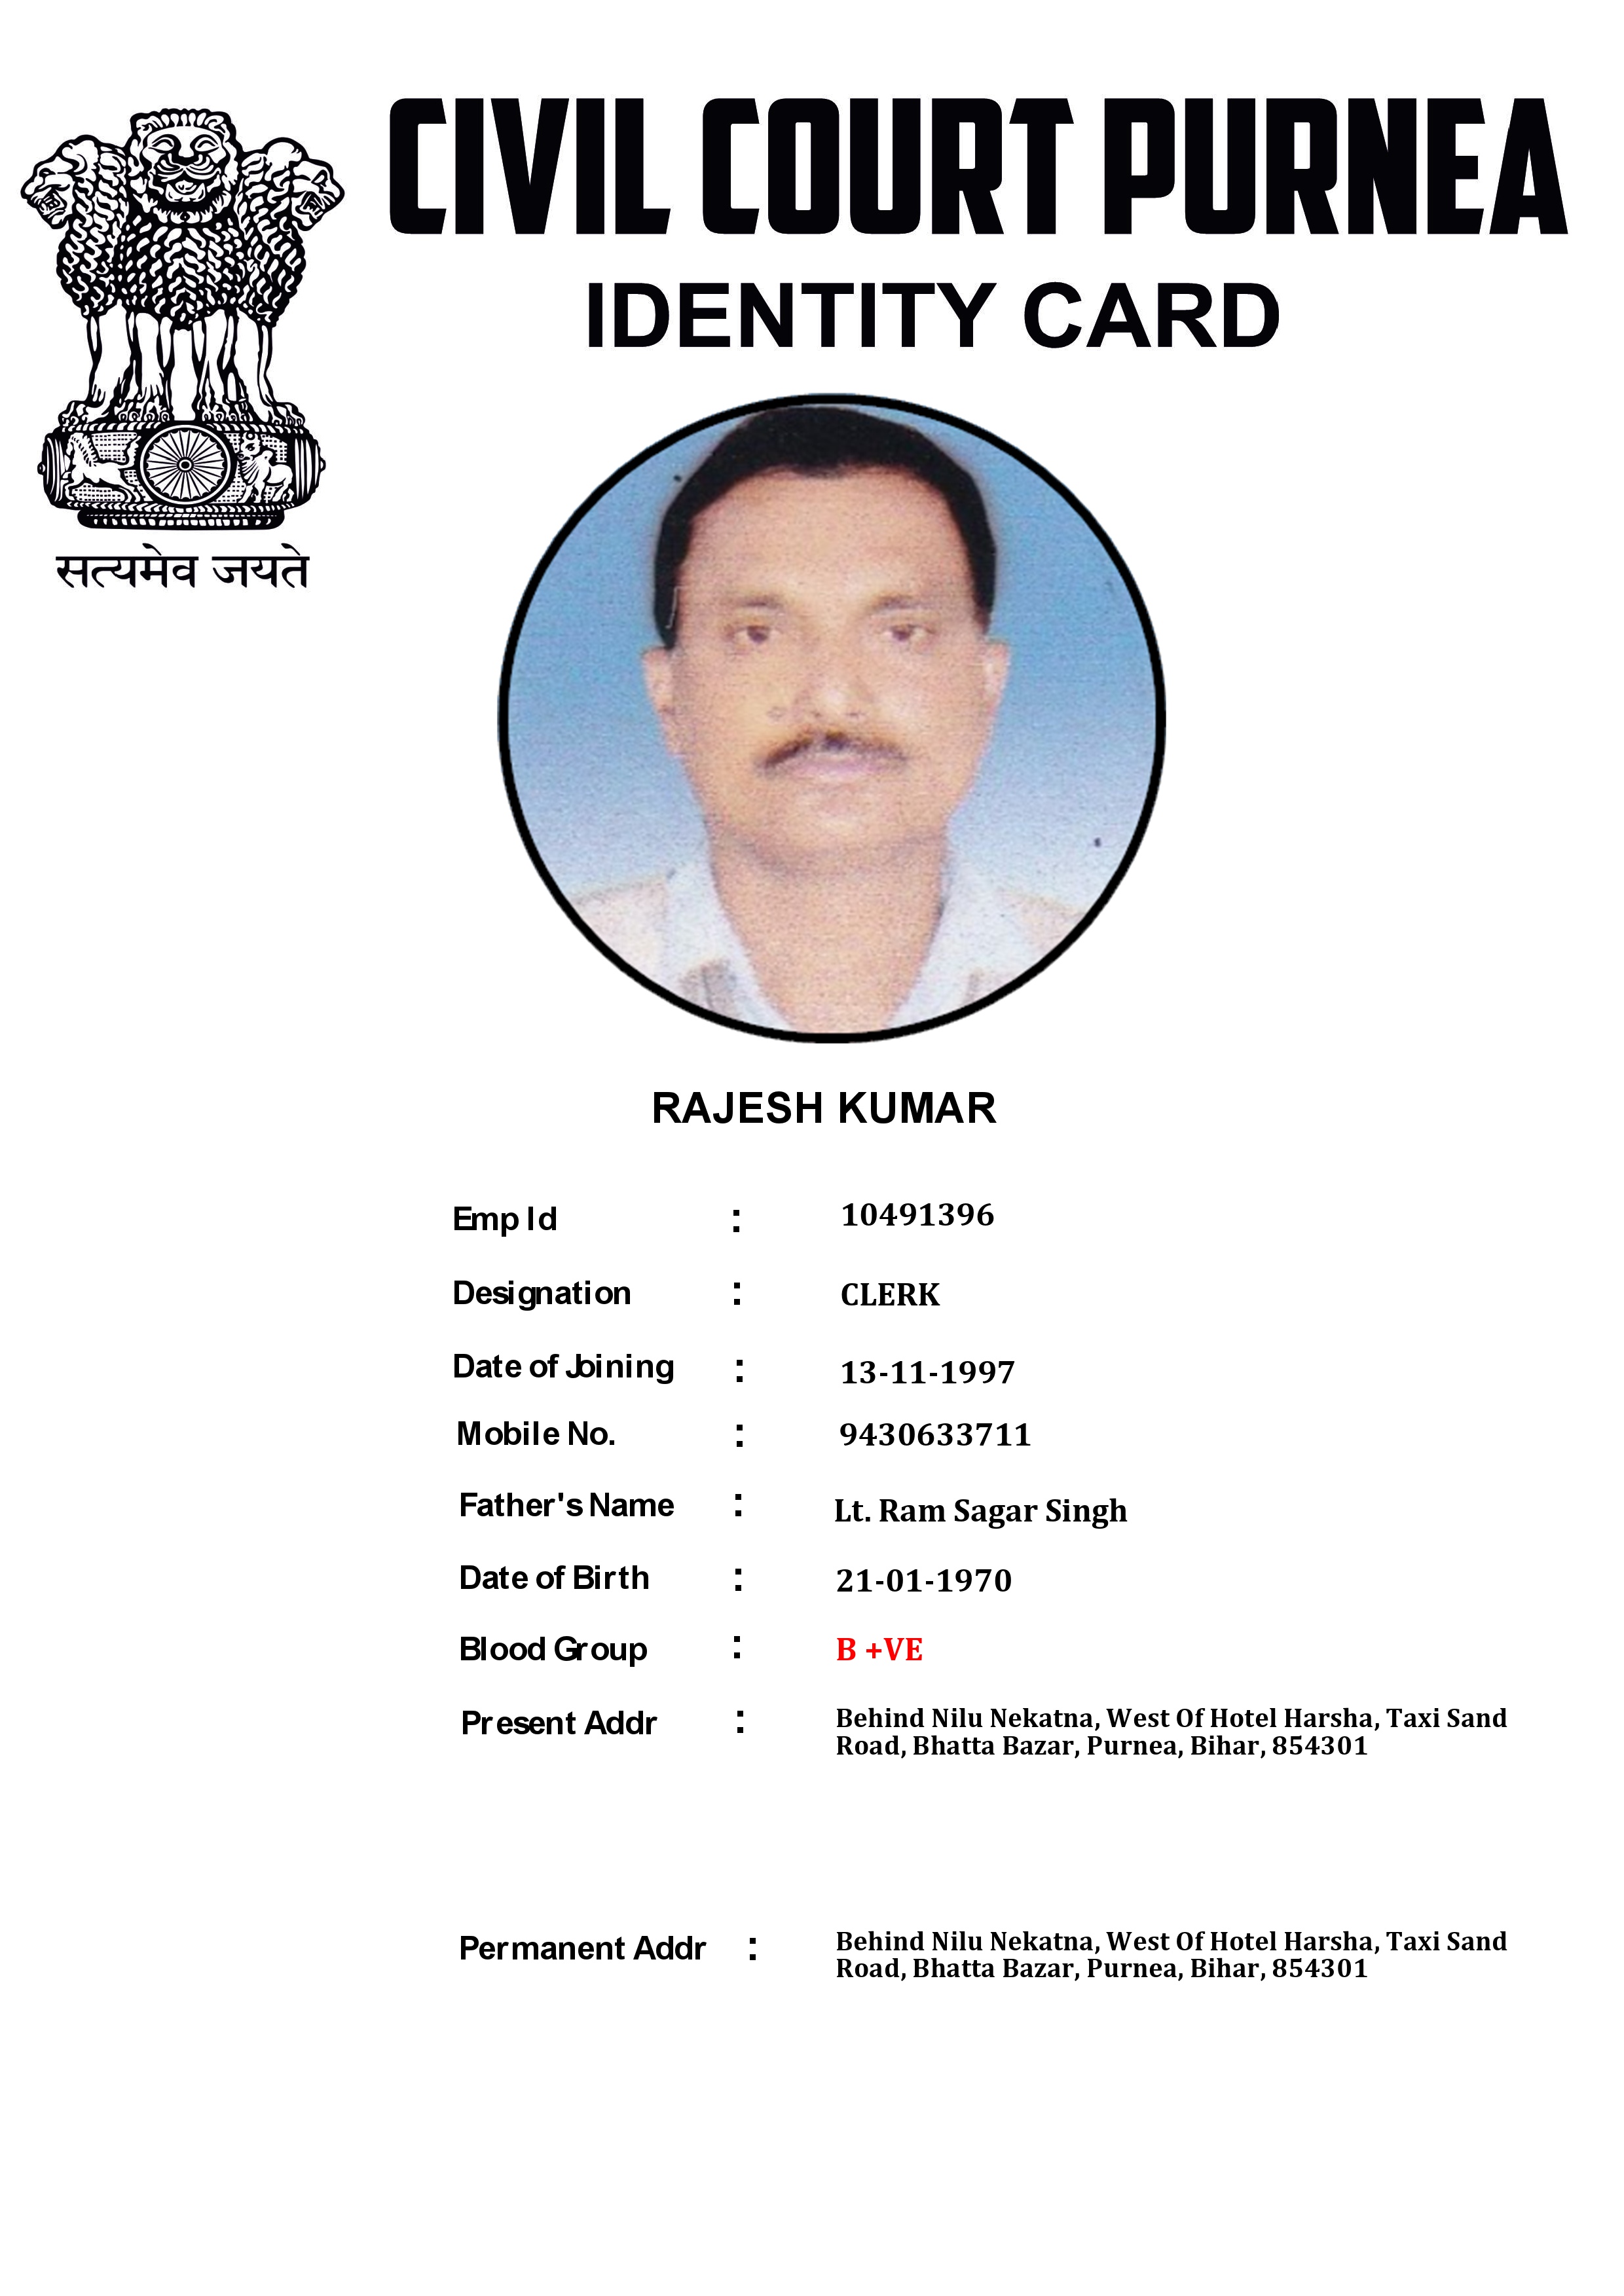 CIVIL COURT PURNEA
IDENTITY CARD
सत्यमेव जयते
RAJESH KUMAR
Emp Id : 10491396
Designation : CLERK
Date of Joining : 13-11-1997
Mobile No. : 9430633711
Father's Name : Lt. Ram Sagar Singh
Date of Birth : 21-01-1970
Blood Group : B +VE
Present Addr : Behind Nilu Nekatna, West Of Hotel Harsha, Taxi Sand
Road, Bhatta Bazar, Purnea, Bihar, 854301
Permanent Addr : Behind Nilu Nekatna, West Of Hotel Harsha, Taxi Sand
Road, Bhatta Bazar, Purnea, Bihar, 854301